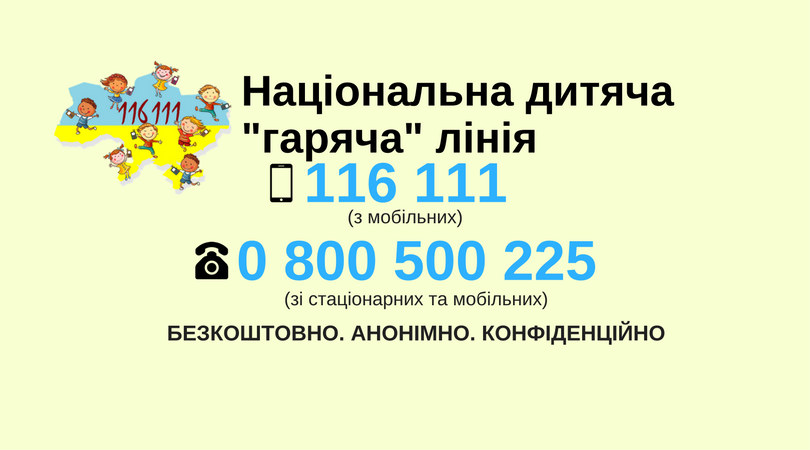 116 111
Національна дитяча
"гаряча" лінія
116 111
(з мобільних)
0 800 500 225
(зі стаціонарних та мобільних)
БЕЗКОШТОВНО. АНОНІМНО. КОНФІДЕНЦІЙНО